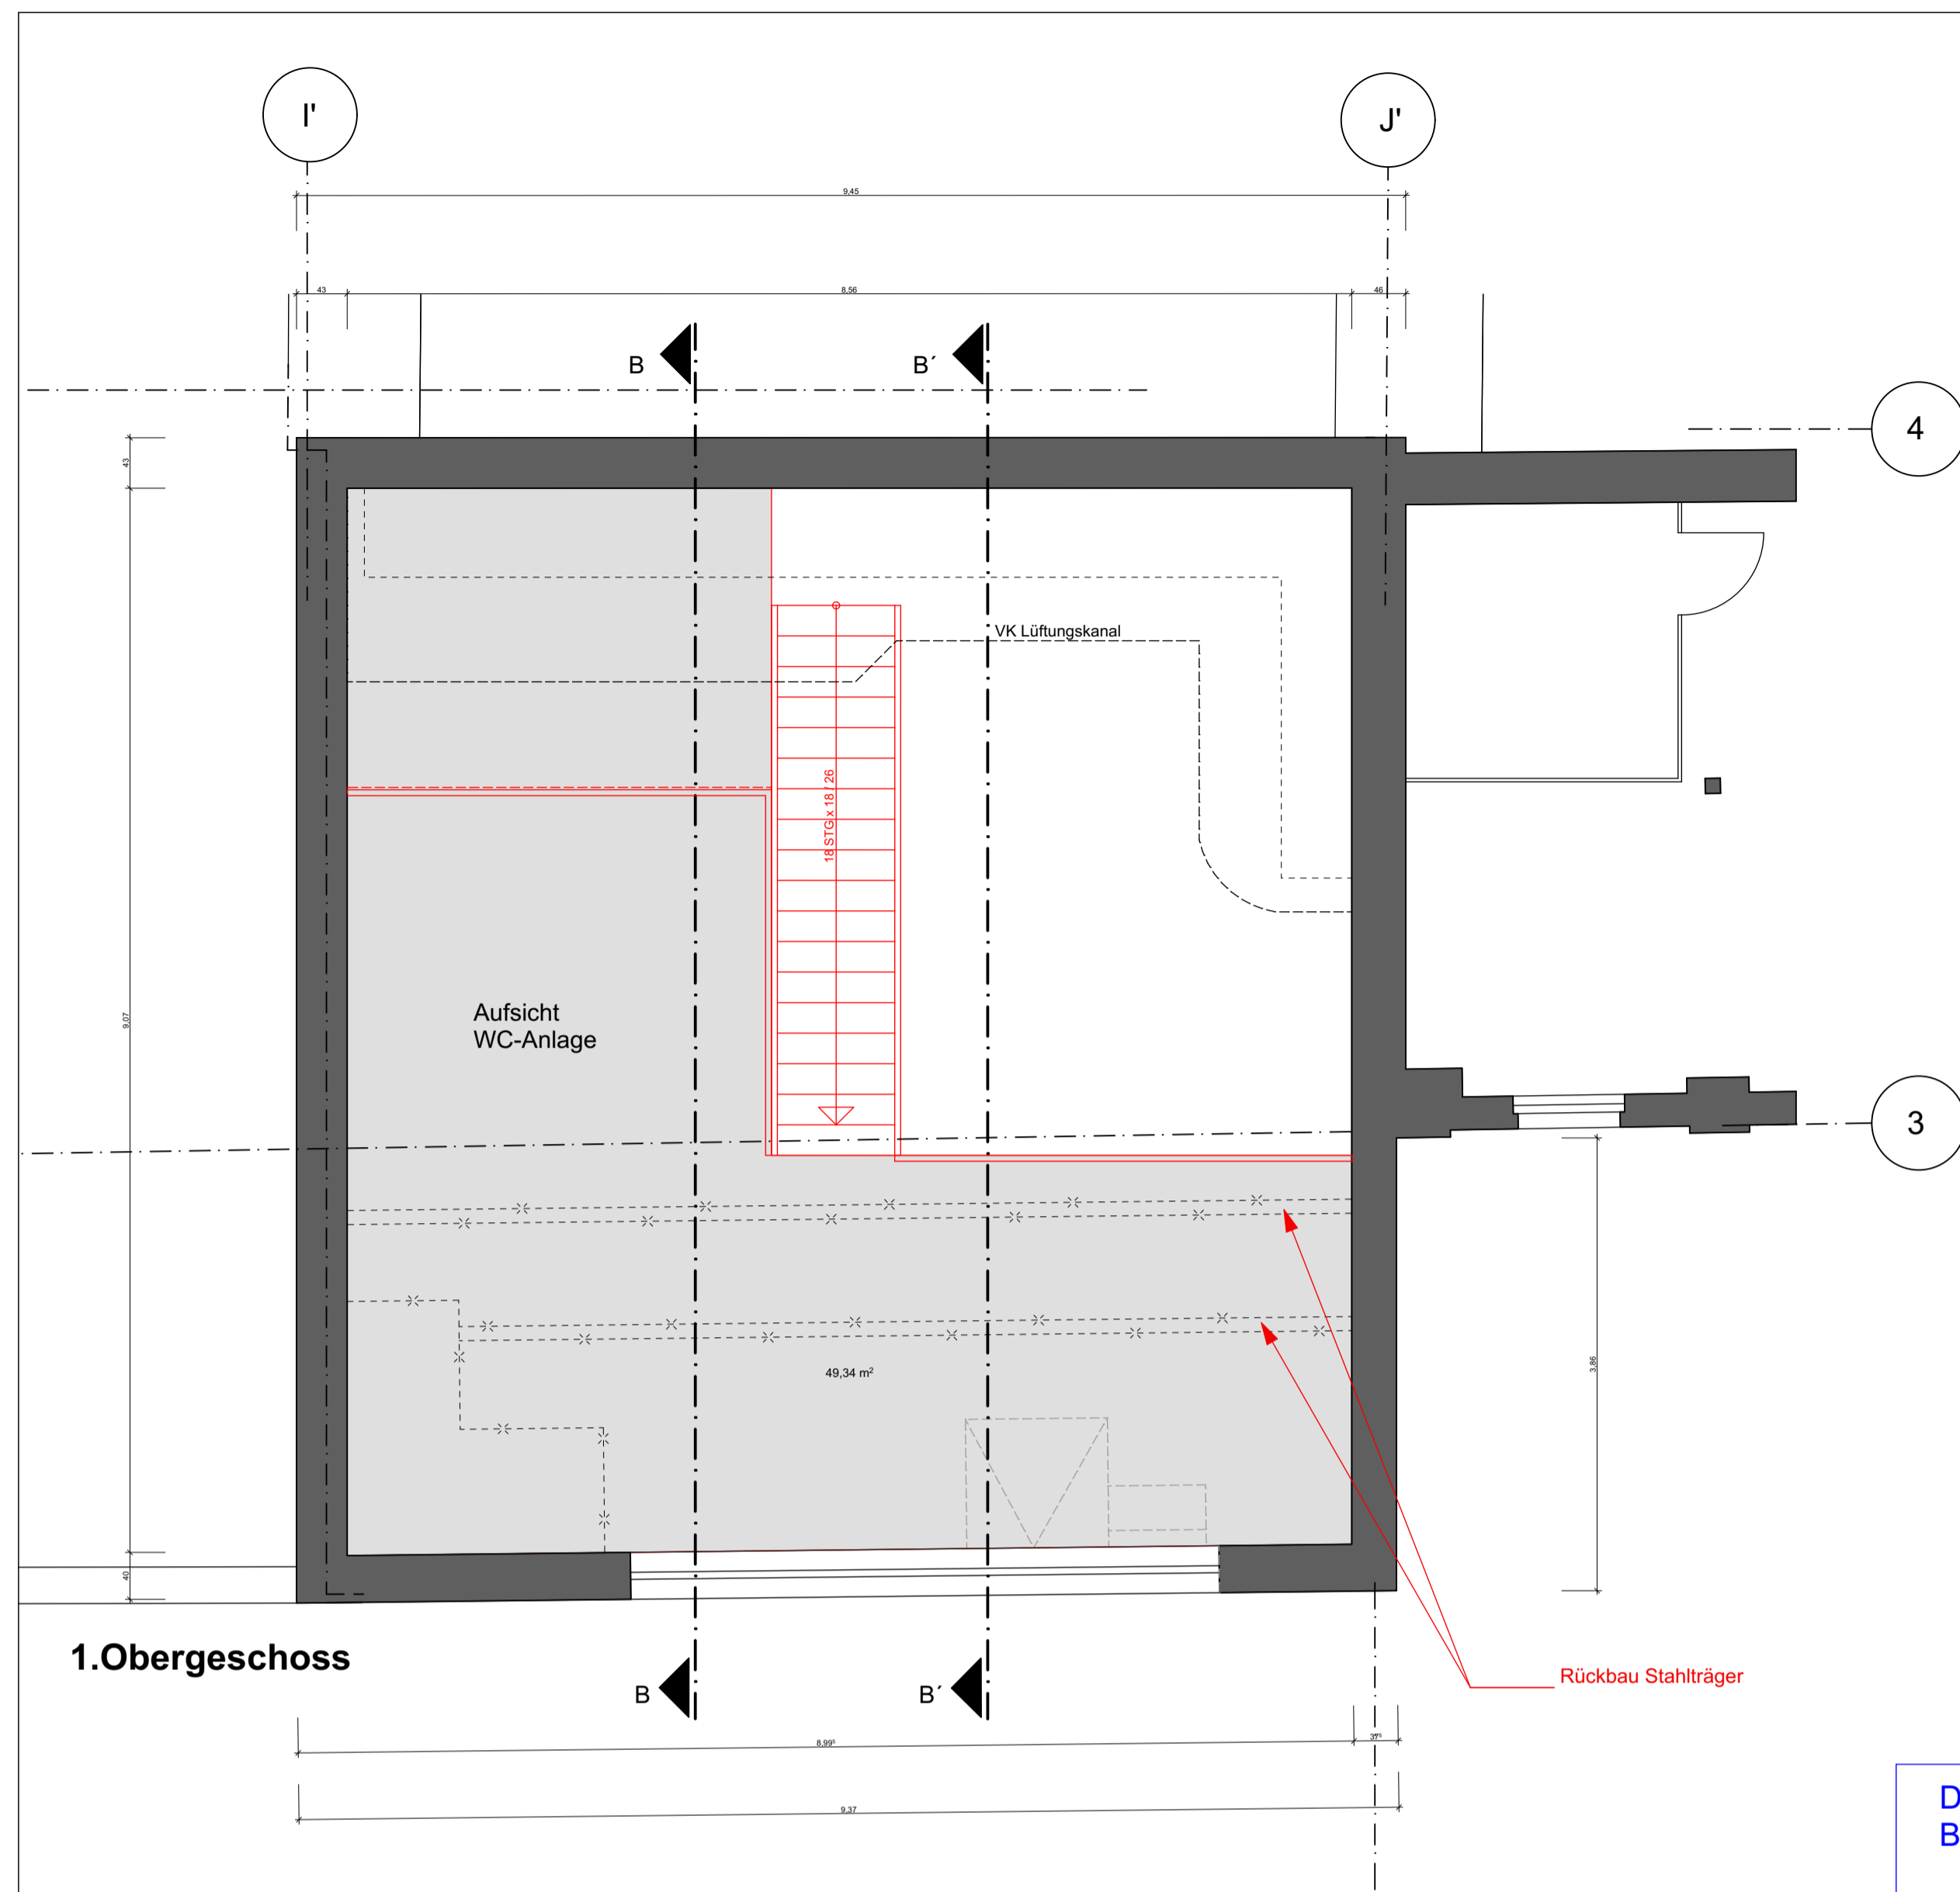 I'
J'
9,45
43
8,56
46
B
B´
4
43
VK Lüftungskanal
18 STG x 18 / 26
Aufsicht
WC-Anlage
9,07
3
3,86
49,34 m²
40
1.Obergeschoss
B
B´
Rückbau Stahlträger
8,99⁵
37⁵
9,37
D
B